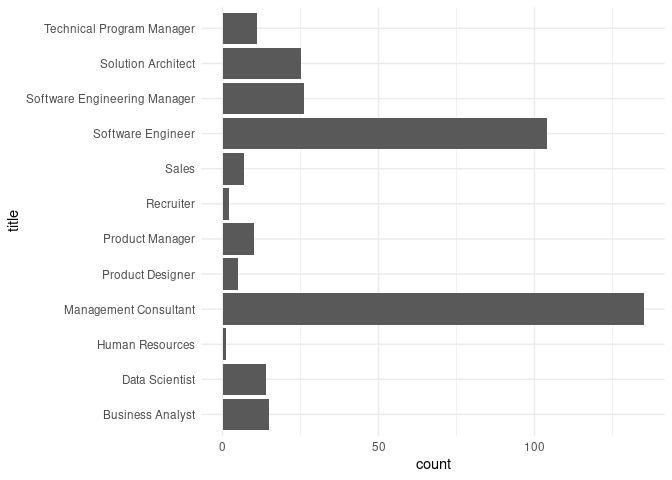 Technical Program Manager
Solution Architect
Software Engineering Manager
Software Engineer
Sales
Recruiter
Product Manager
Product Designer
Management Consultant
Human Resources
Data Scientist
Business Analyst
title
0 50 100
count